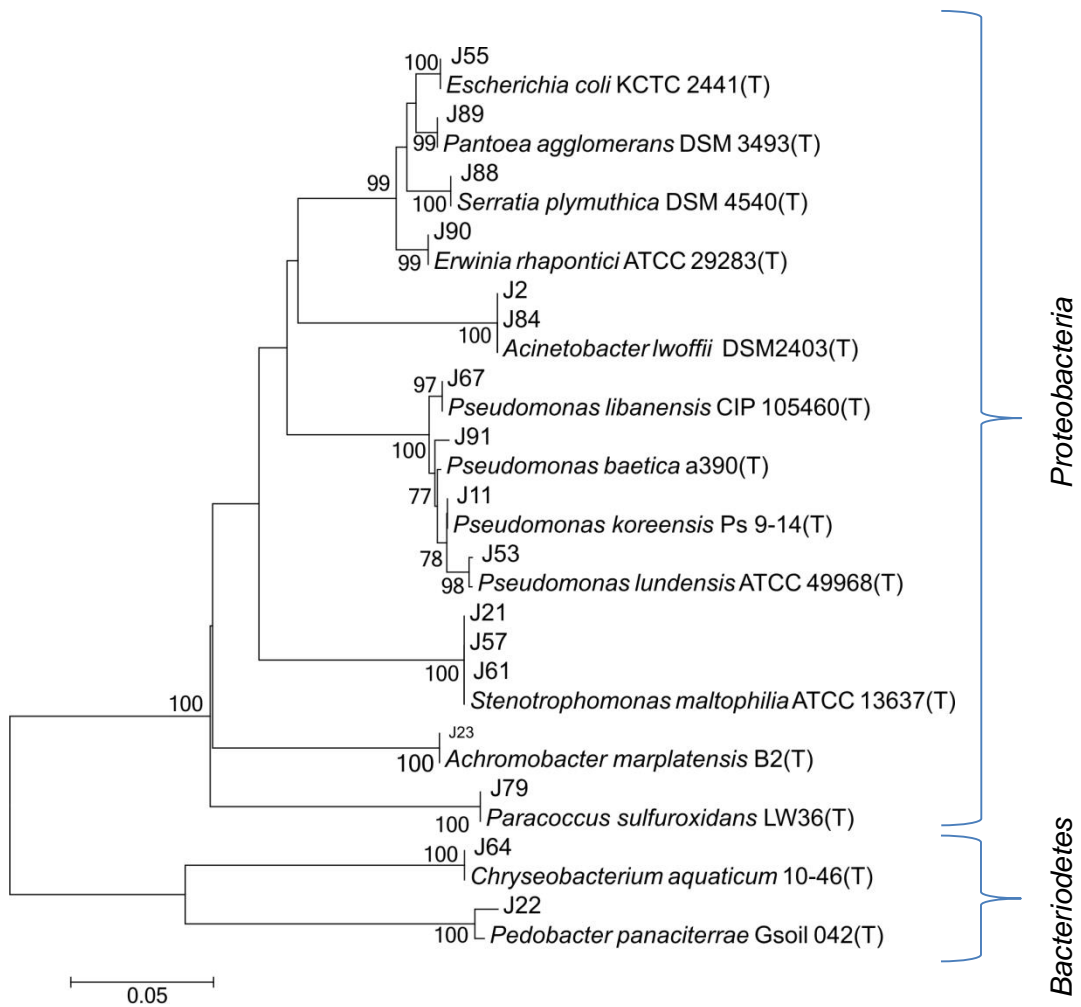 J55
100
Escherichia coli KCTC 2441(T)
J89
99
Pantoea agglomerans DSM 3493(T)
99
J88
100
Serratia plymuthica DSM 4540(T)
J90
99
Erwinia rhapontici ATCC 29283(T)
J2
J84
100
Acinetobacter lwoffii DSM2403(T)
97
J67
Pseudomonas libanensis CIP 105460(T)
100
J91
Pseudomonas baetica a390(T)
77
J11
Pseudomonas koreensis Ps 9-14(T)
78
J53
98
Pseudomonas lundensis ATCC 49968(T)
J21
J57
100
J61
Stenotrophomonas maltophilia ATCC 13637(T)
100
J23
100
Achromobacter marplatensis B2(T)
J79
100
Paracoccus sulfuroxidans LW36(T)
100
J64
Chryseobacterium aquaticum 10-46(T)
J22
100
Pedobacter panaciterrae Gsoil 042(T)
0.05
Proteobacteria
Bacteriodetes